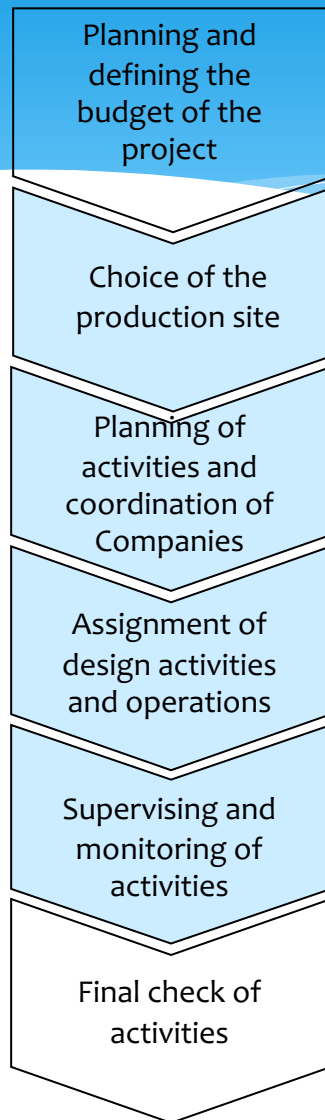 Planning and
defining the
budget of the
project
Choice of the
production site
Planning of
activities and
coordination of
Companies
Assignment of
design activities
and operations
Supervising and
monitoring of
activities
Final check of
activities